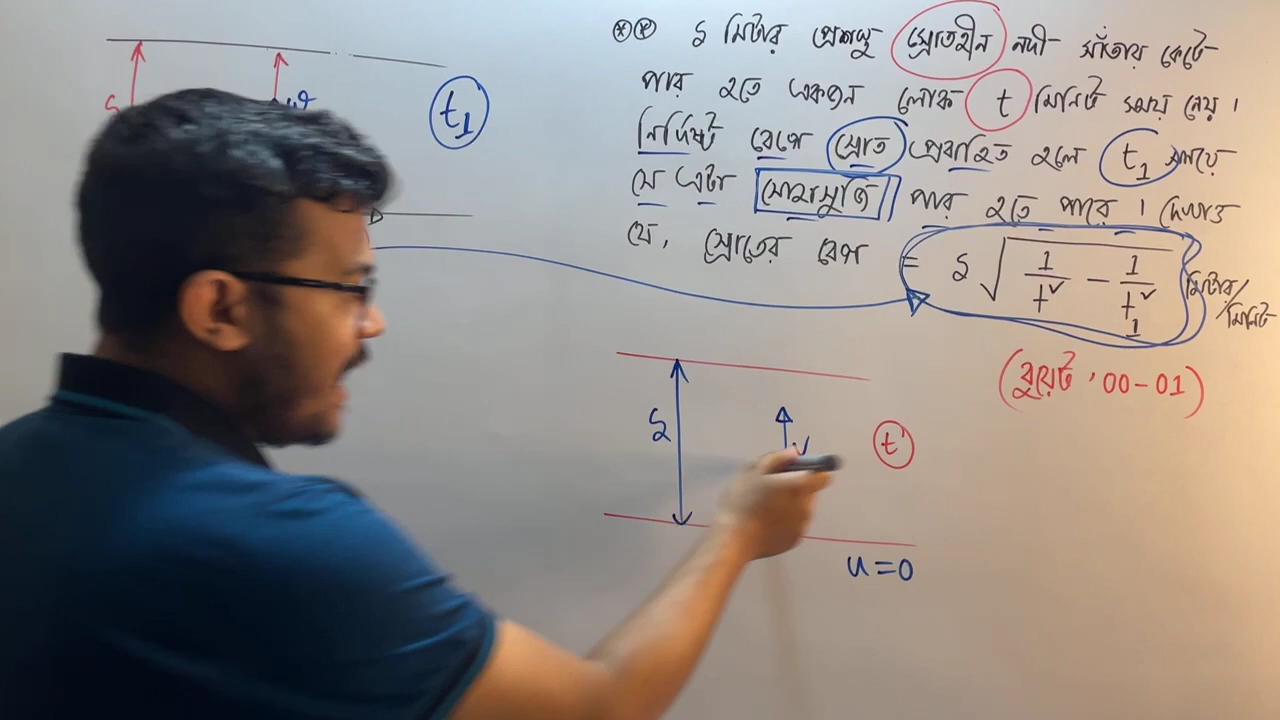 ⊛⊛ S মিটার প্রশস্ত স্রোতহীন নদী সাঁতার কেটে
পার হতে একজন লোক t মিনিট সময় নেয়।
নির্দিষ্ট বেগে স্রোত প্রবাহিত হলে t₁ সময়ে
সে এটা সোজাসুজি পার হতে পারে। দেখাও
যে, স্রোতের বেগ = S √(1/t² − 1/t₁²) মিটার/মিনিট
(বুয়েট '00-01)
S
t₁
S
v
t
u=0